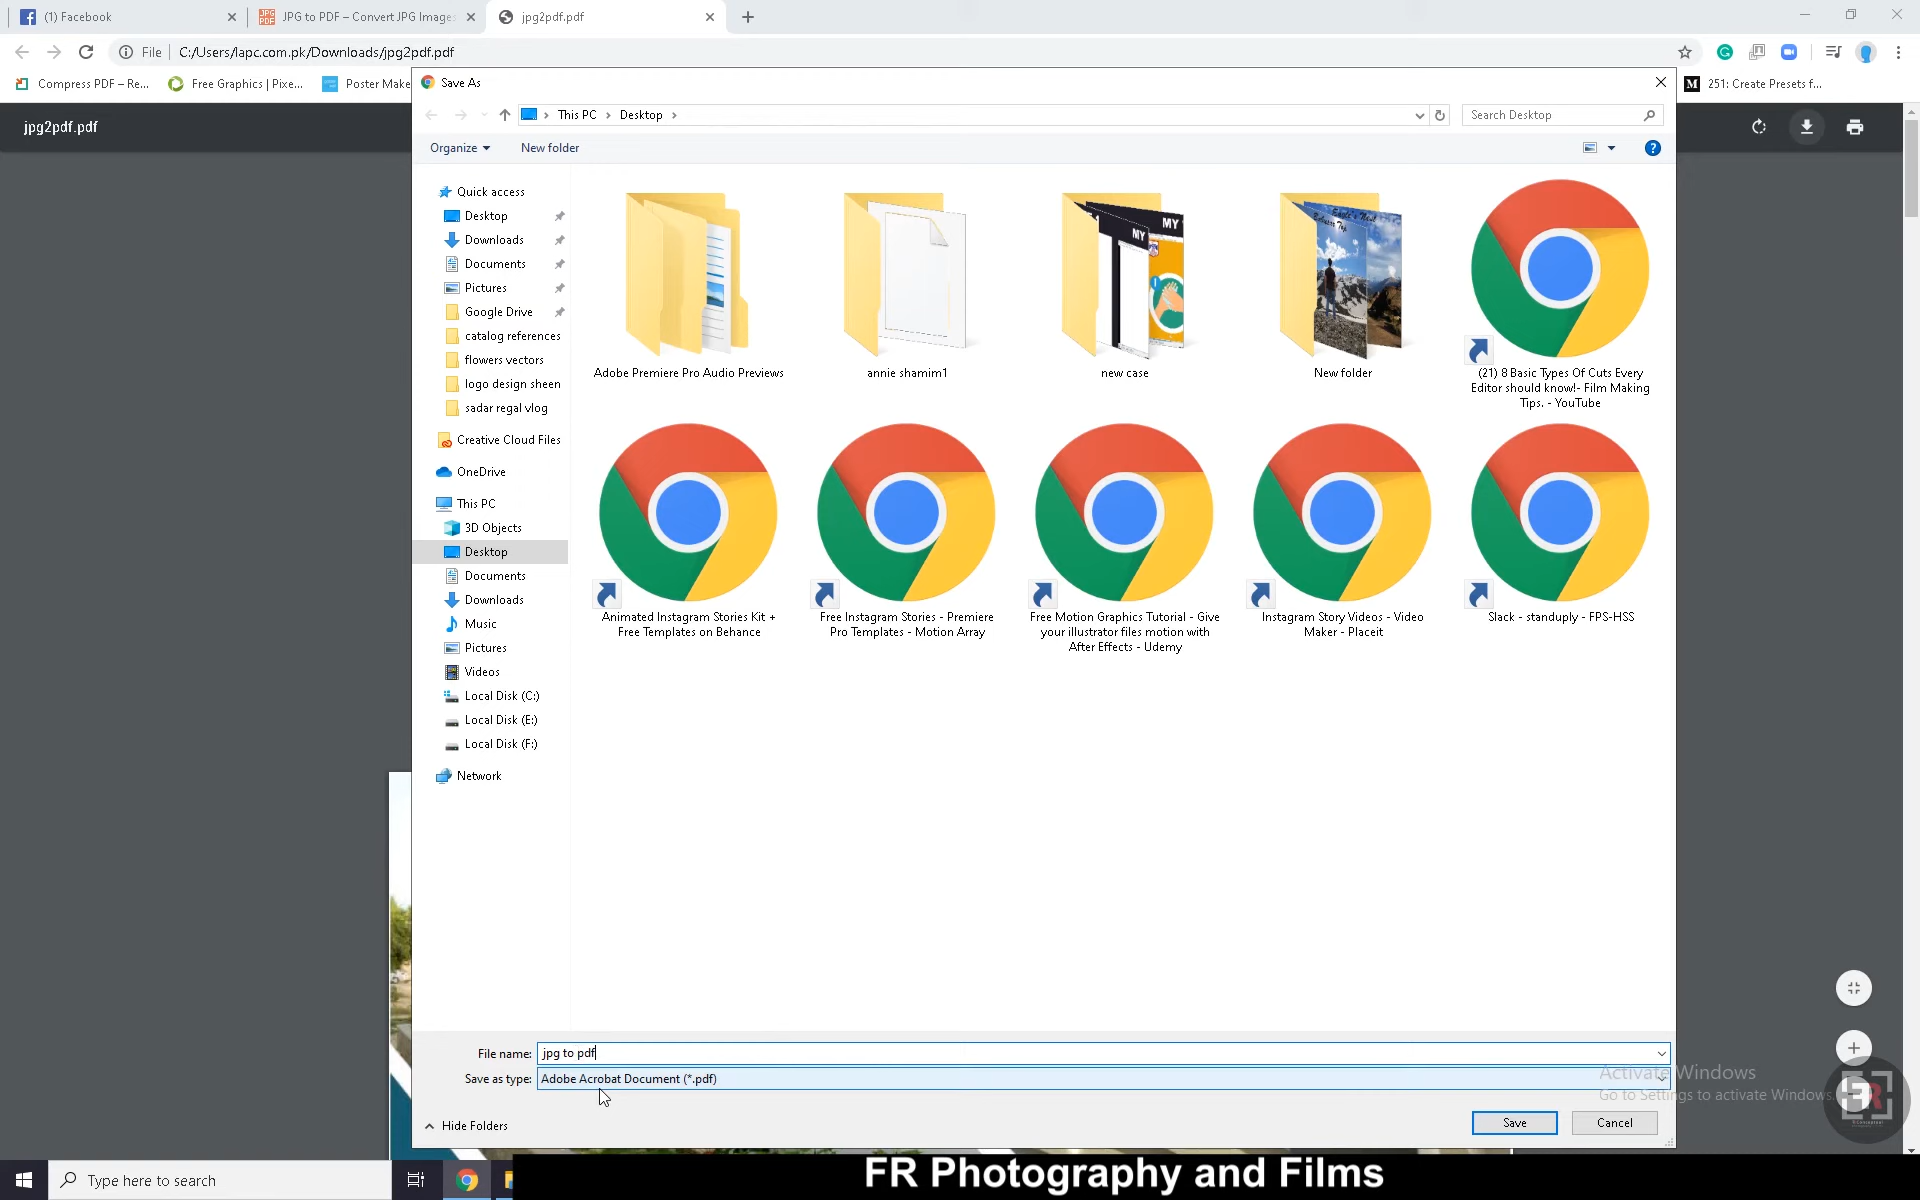 (1) Facebook
JPG to PDF – Convert JPG Images
jpg2pdf.pdf
File
C:/Users/lapc.com.pk/Downloads/jpg2pdf.pdf
Compress PDF – Re...
Free Graphics | Pixe...
Poster Make
251: Create Presets f...
Save As
This PC
Desktop
Search Desktop
jpg2pdf.pdf
Organize
New folder
Quick access
Desktop
Downloads
Documents
Pictures
Google Drive
catalog references
flowers vectors
logo design sheen
sadar regal vlog
Creative Cloud Files
OneDrive
This PC
3D Objects
Desktop
Documents
Downloads
Music
Pictures
Videos
Local Disk (C:)
Local Disk (E:)
Local Disk (F:)
Network
MY
MY
Adobe Premiere Pro Audio Previews
annie shamim1
new case
New folder
(21) 8 Basic Types Of Cuts Every
Editor should know!- Film Making
Tips. - YouTube
Animated Instagram Stories Kit +
Free Templates on Behance
Free Instagram Stories - Premiere
Pro Templates - Motion Array
Free Motion Graphics Tutorial - Give
your illustrator files motion with
After Effects - Udemy
Instagram Story Videos - Video
Maker - Placeit
Slack - standuply - FPS-HSS
File name:
jpg to pdf
Save as type:
Adobe Acrobat Document (*.pdf)
Hide Folders
Save
Cancel
Activate Windows
Go to Settings to activate Windows.
Type here to search
FR Photography and Films